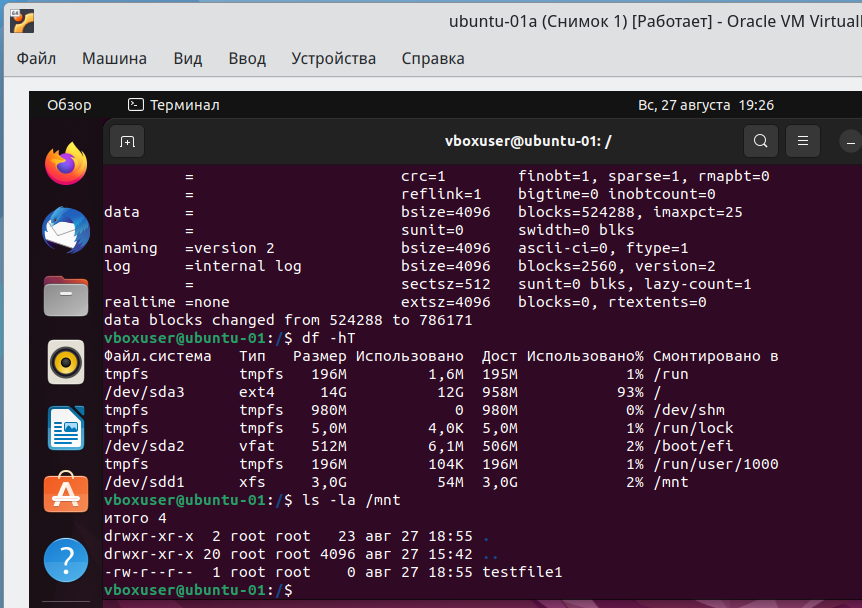 ubuntu-01a (Снимок 1) [Работает] - Oracle VM Virtuall
Файл Машина Вид Ввод Устройства Справка
Обзор Терминал Вс, 27 августа 19:26
vboxuser@ubuntu-01: /
= crc=1 finobt=1, sparse=1, rmapbt=0
= reflink=1 bigtime=0 inobtcount=0
data = bsize=4096 blocks=524288, imaxpct=25
= sunit=0 swidth=0 blks
naming =version 2 bsize=4096 ascii-ci=0, ftype=1
log =internal log bsize=4096 blocks=2560, version=2
= sectsz=512 sunit=0 blks, lazy-count=1
realtime =none extsz=4096 blocks=0, rtextents=0
data blocks changed from 524288 to 786171
vboxuser@ubuntu-01:/$ df -hT
Файл.система Тип Размер Использовано Дост Использовано% Смонтировано в
tmpfs tmpfs 196M 1,6M 195M 1% /run
/dev/sda3 ext4 14G 12G 958M 93% /
tmpfs tmpfs 980M 0 980M 0% /dev/shm
tmpfs tmpfs 5,0M 4,0K 5,0M 1% /run/lock
/dev/sda2 vfat 512M 6,1M 506M 2% /boot/efi
tmpfs tmpfs 196M 104K 196M 1% /run/user/1000
/dev/sdd1 xfs 3,0G 54M 3,0G 2% /mnt
vboxuser@ubuntu-01:/$ ls -la /mnt
итого 4
drwxr-xr-x 2 root root 23 авг 27 18:55 .
drwxr-xr-x 20 root root 4096 авг 27 15:42 ..
-rw-r--r-- 1 root root 0 авг 27 18:55 testfile1
vboxuser@ubuntu-01:/$